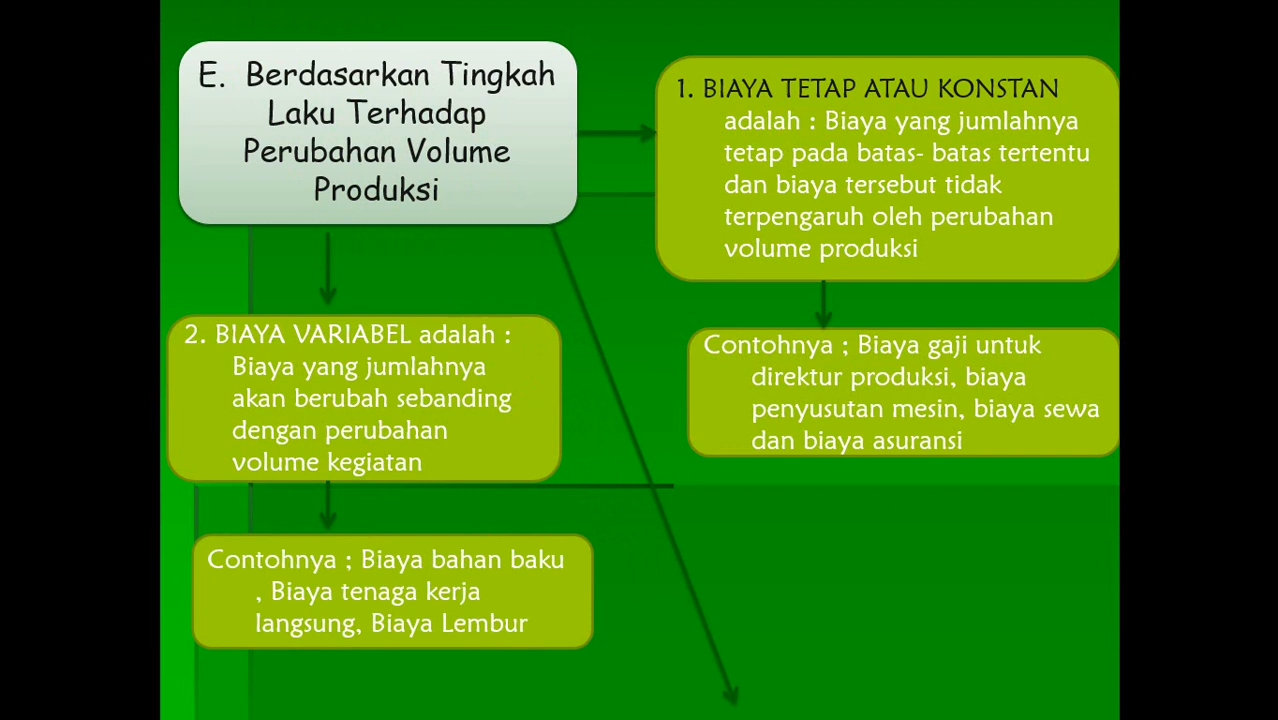 E. Berdasarkan Tingkah
Laku Terhadap
Perubahan Volume
Produksi
1. BIAYA TETAP ATAU KONSTAN
adalah : Biaya yang jumlahnya
tetap pada batas- batas tertentu
dan biaya tersebut tidak
terpengaruh oleh perubahan
volume produksi
Contohnya ; Biaya gaji untuk
direktur produksi, biaya
penyusutan mesin, biaya sewa
dan biaya asuransi
2. BIAYA VARIABEL adalah :
Biaya yang jumlahnya
akan berubah sebanding
dengan perubahan
volume kegiatan
Contohnya ; Biaya bahan baku
, Biaya tenaga kerja
langsung, Biaya Lembur